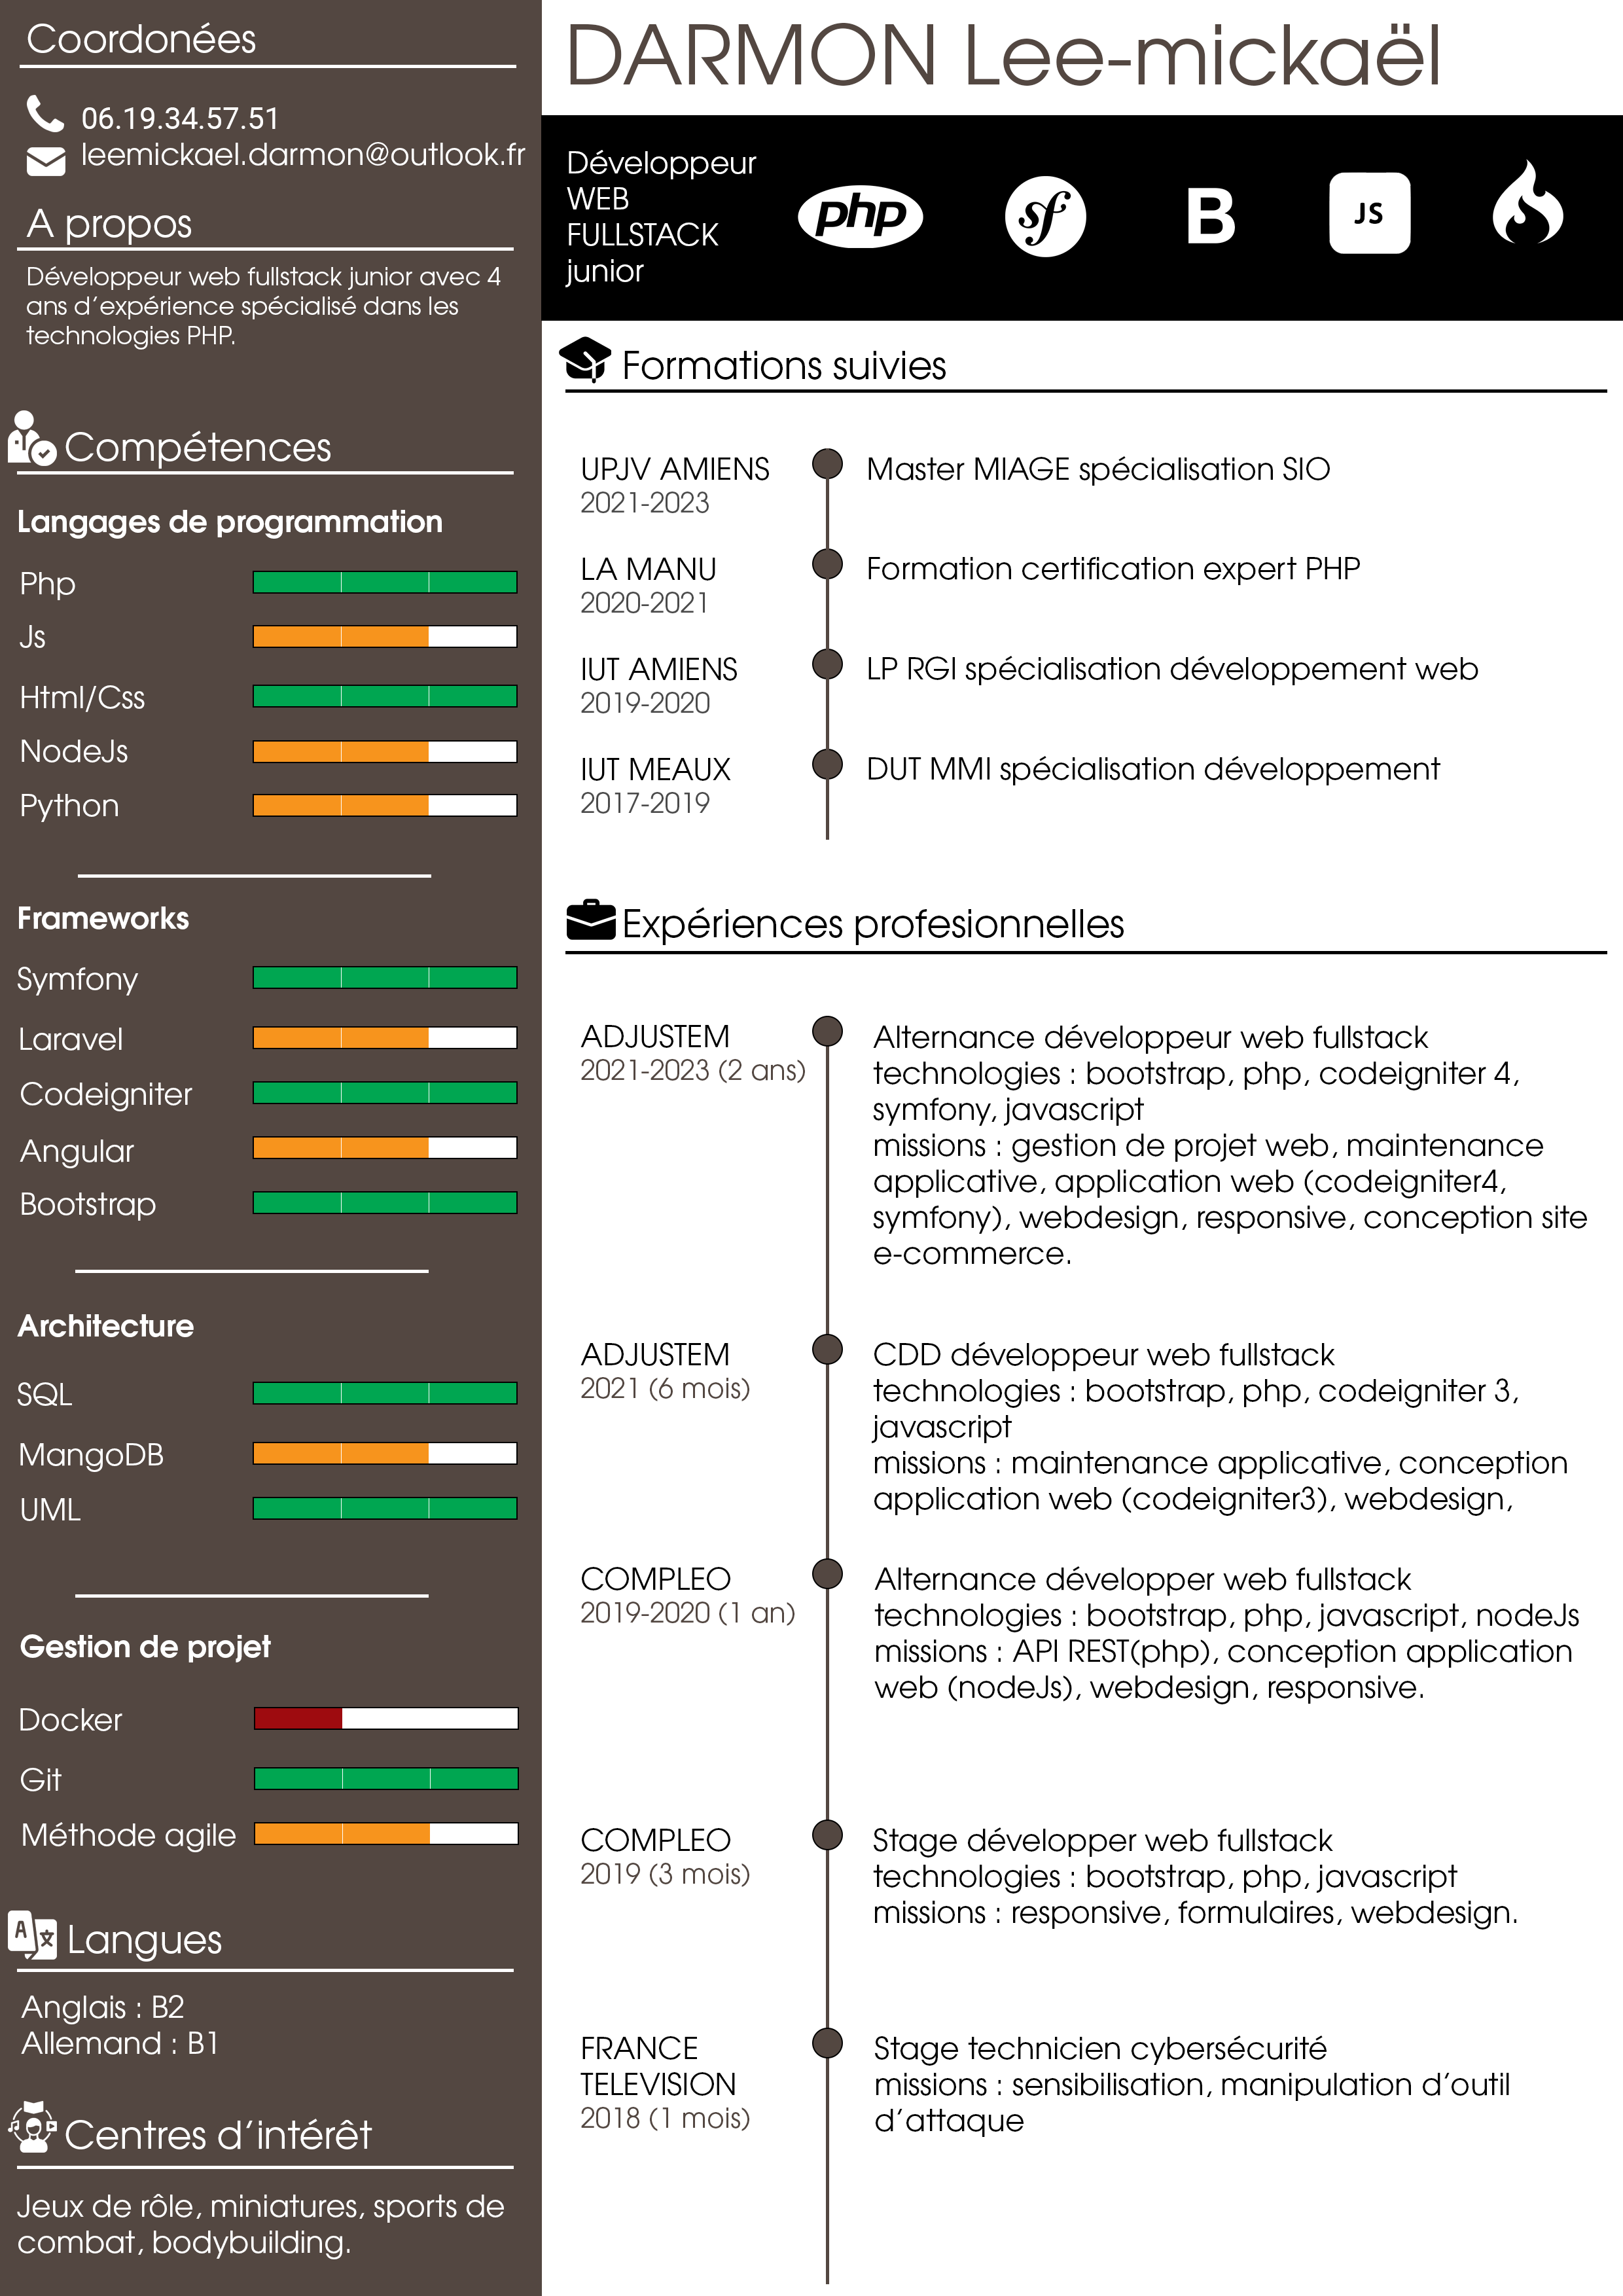 Coordonées
06.19.34.57.51
leemickael.darmon@outlook.fr
A propos
Développeur web fullstack junior avec 4
ans d’expérience spécialisé dans les
technologies PHP.
Compétences
Langages de programmation
Php
Js
Html/Css
NodeJs
Python
Frameworks
Symfony
Laravel
Codeigniter
Angular
Bootstrap
Architecture
SQL
MangoDB
UML
Gestion de projet
Docker
Git
Méthode agile
A 文
Langues
Anglais : B2
Allemand : B1
Centres d’intérêt
Jeux de rôle, miniatures, sports de
combat, bodybuilding.
DARMON Lee-mickaël
Développeur
WEB
FULLSTACK
junior
php
sf
B
JS
Formations suivies
UPJV AMIENS
2021-2023
Master MIAGE spécialisation SIO
LA MANU
2020-2021
Formation certification expert PHP
IUT AMIENS
2019-2020
LP RGI spécialisation développement web
IUT MEAUX
2017-2019
DUT MMI spécialisation développement
Expériences profesionnelles
ADJUSTEM
2021-2023 (2 ans)
Alternance développeur web fullstack
technologies : bootstrap, php, codeigniter 4,
symfony, javascript
missions : gestion de projet web, maintenance
applicative, application web (codeigniter4,
symfony), webdesign, responsive, conception site
e-commerce.
ADJUSTEM
2021 (6 mois)
CDD développeur web fullstack
technologies : bootstrap, php, codeigniter 3,
javascript
missions : maintenance applicative, conception
application web (codeigniter3), webdesign,
COMPLEO
2019-2020 (1 an)
Alternance développer web fullstack
technologies : bootstrap, php, javascript, nodeJs
missions : API REST(php), conception application
web (nodeJs), webdesign, responsive.
COMPLEO
2019 (3 mois)
Stage développer web fullstack
technologies : bootstrap, php, javascript
missions : responsive, formulaires, webdesign.
FRANCE
TELEVISION
2018 (1 mois)
Stage technicien cybersécurité
missions : sensibilisation, manipulation d’outil
d’attaque